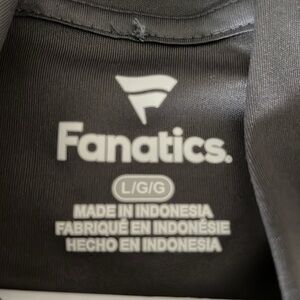 Fanatics.
L/G/G
MADE IN INDONESIA
FABRIQUÉ EN INDONÉSIE
HECHO EN INDONESIA